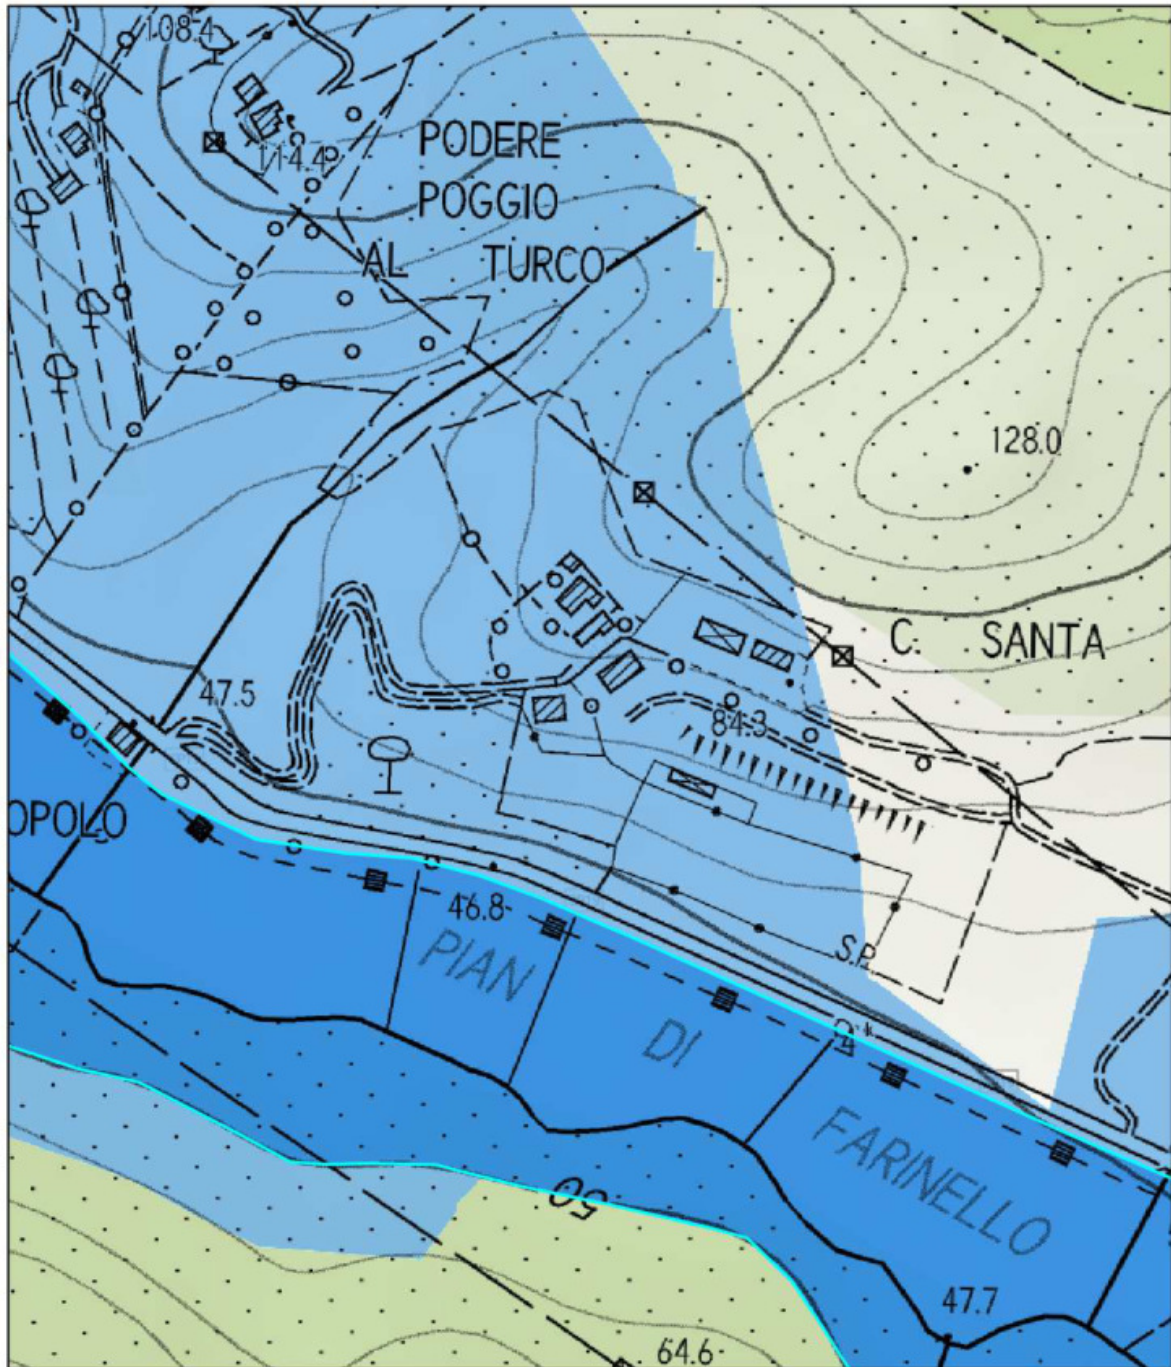 108.4
114.4
PODERE
POGGIO
AL TURCO
128.0
C. SANTA
47.5
84.3
OPOLO
46.8
PIAN
S.P.
DI
FARINELLO
50
47.7
64.6